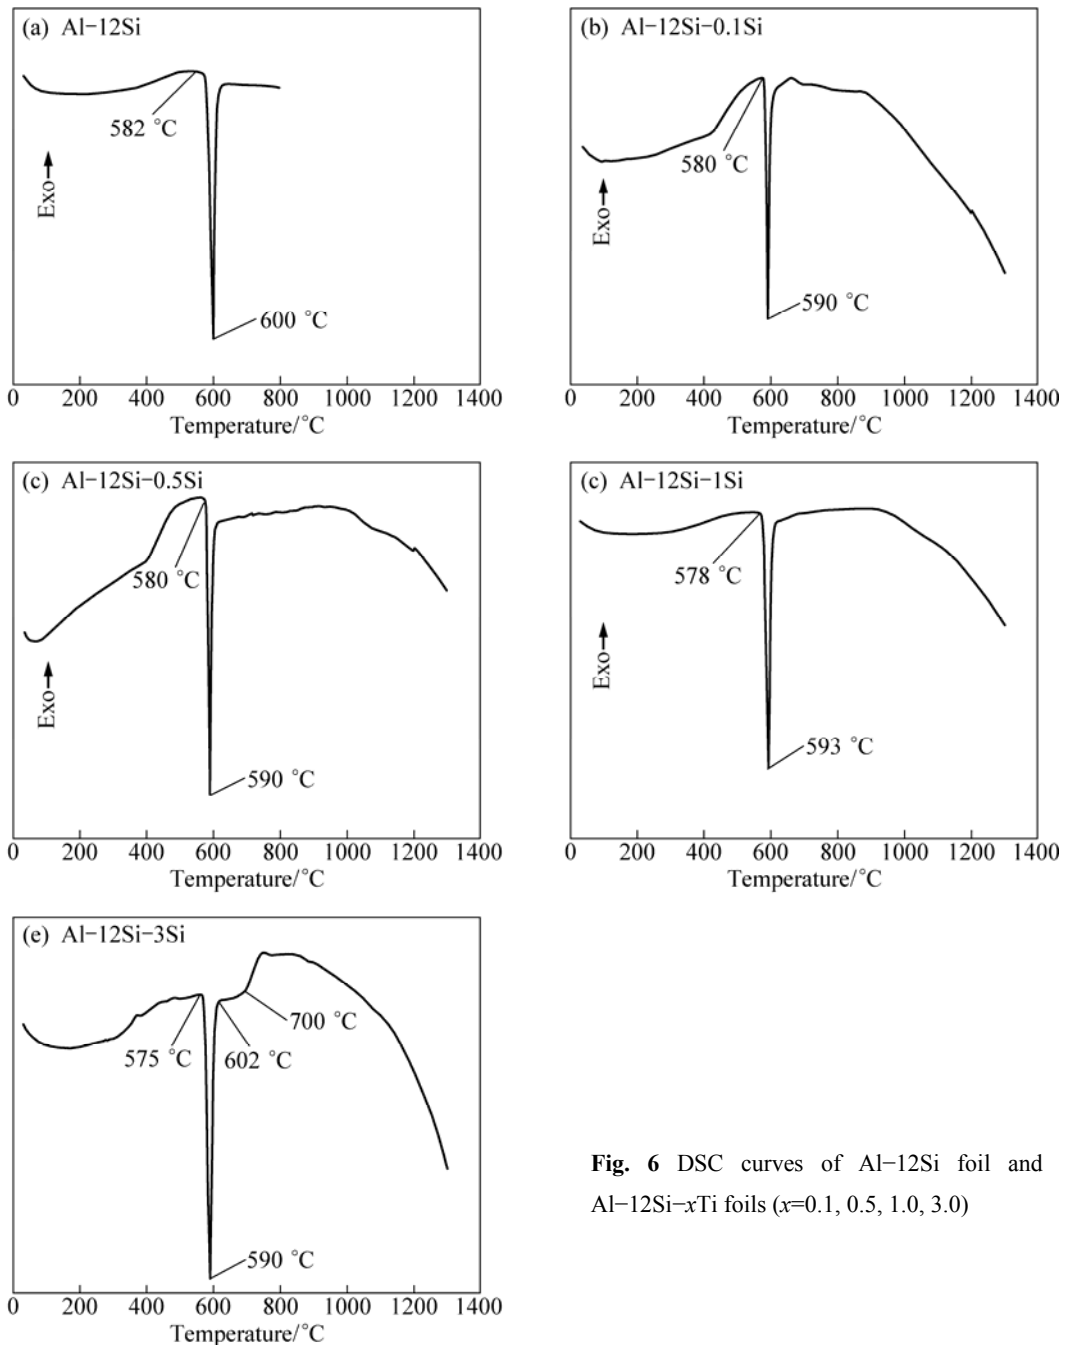 (a) Al−12Si
582 °C
Exo→
600 °C
0 200 400 600 800 1000 1200 1400
Temperature/°C
(b) Al−12Si−0.1Si
580 °C
Exo→
590 °C
0 200 400 600 800 1000 1200 1400
Temperature/°C
(c) Al−12Si−0.5Si
580 °C
Exo→
590 °C
0 200 400 600 800 1000 1200 1400
Temperature/°C
(c) Al−12Si−1Si
578 °C
Exo→
593 °C
0 200 400 600 800 1000 1200 1400
Temperature/°C
(e) Al−12Si−3Si
700 °C
575 °C 602 °C
590 °C
0 200 400 600 800 1000 1200 1400
Temperature/°C
Fig. 6 DSC curves of Al−12Si foil and
Al−12Si−xTi foils (x=0.1, 0.5, 1.0, 3.0)